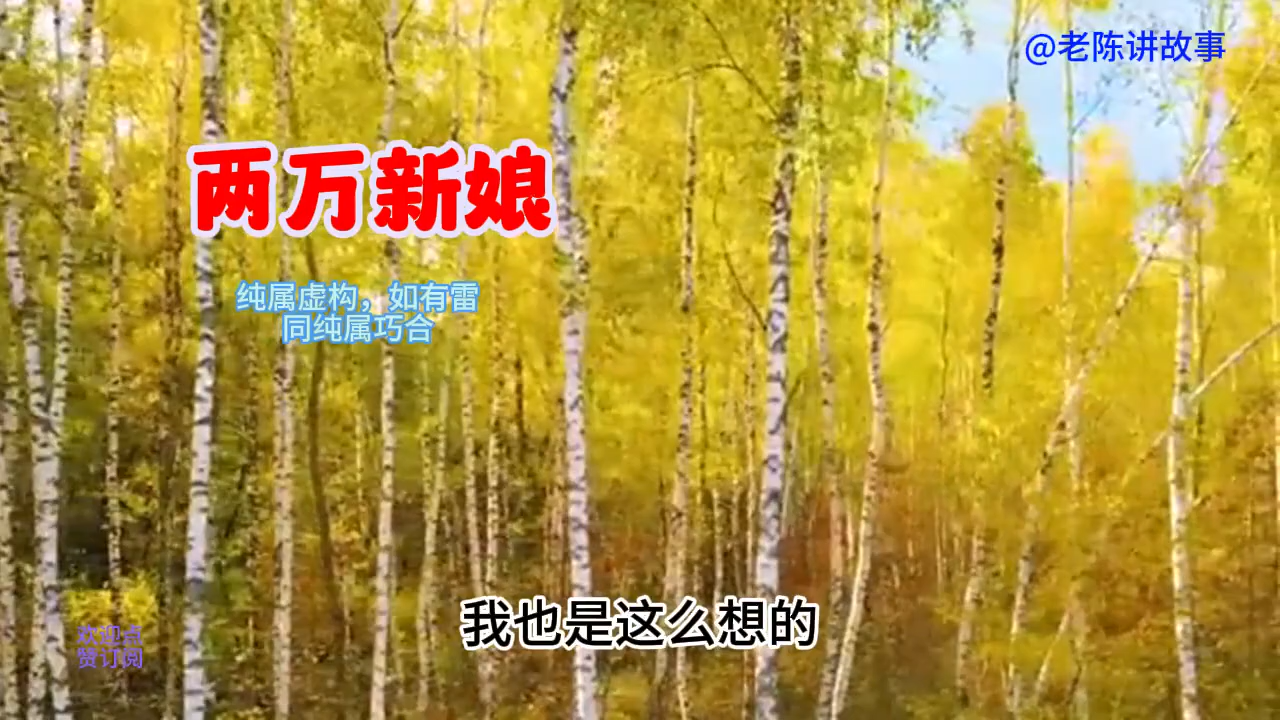 @老陈讲故事
两万新娘
纯属虚构，如有雷
同纯属巧合
我也是这么想的
欢迎点
赞订阅